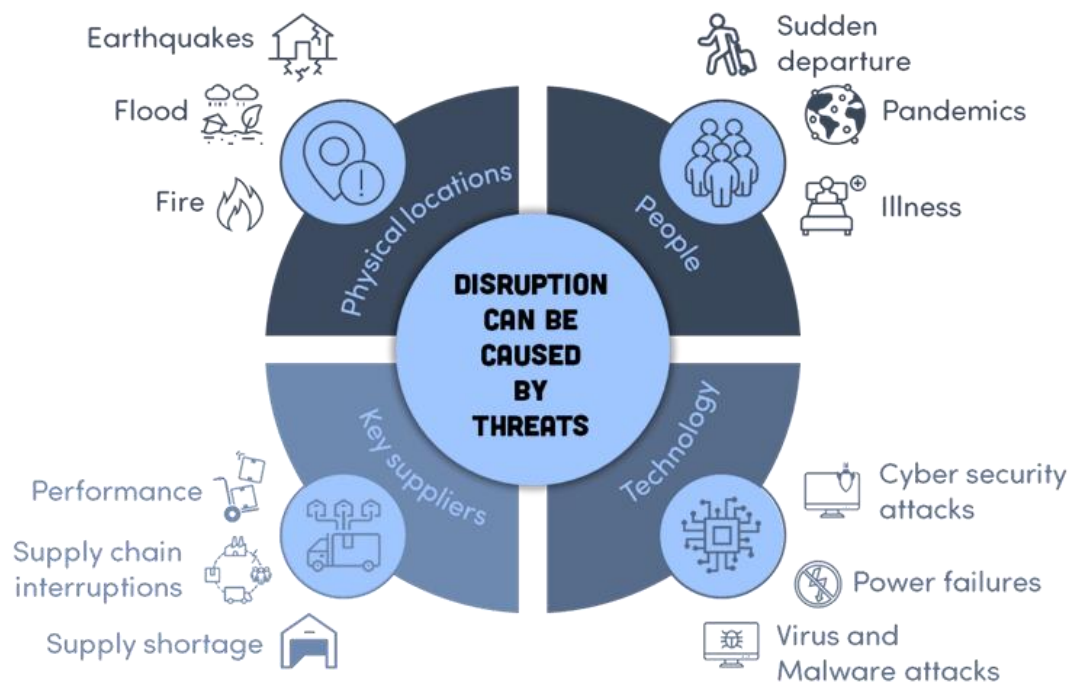 Earthquakes
Flood
Fire
Physical locations
Sudden
departure
Pandemics
Illness
People
DISRUPTION
CAN BE
CAUSED
BY
THREATS
Key suppliers
Performance
Supply chain
interruptions
Supply shortage
Technology
Cyber security
attacks
Power failures
Virus and
Malware attacks